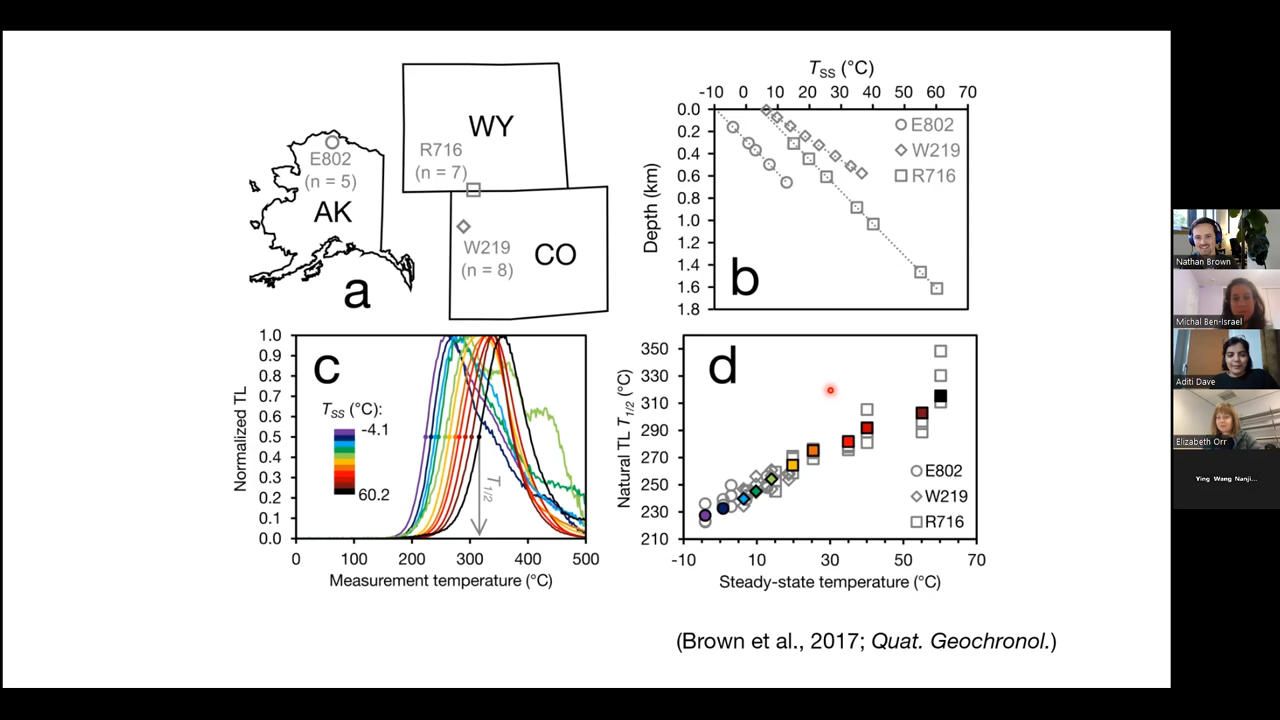 WY
R716
(n = 7)
E802
(n = 5)
AK
W219
(n = 8)
CO
a
TSS (°C)
-10 0 10 20 30 40 50 60 70
0.0
0.2
0.4
0.6
0.8
1.0
1.2
1.4
1.6
1.8
Depth (km)
E802
W219
R716
b
1.0
0.9
0.8
0.7
0.6
0.5
0.4
0.3
0.2
0.1
0.0
Normalized TL
c
TSS (°C):
-4.1
60.2
T1/2
0 100 200 300 400 500
Measurement temperature (°C)
350
330
310
290
270
250
230
210
Natural TL T1/2 (°C)
d
E802
W219
R716
-10 10 30 50 70
Steady-state temperature (°C)
(Brown et al., 2017; Quat. Geochronol.)
Nathan Brown
Michal Ben-Israel
Aditi Dave
Elizabeth Orr
Ying Wang Nanji...